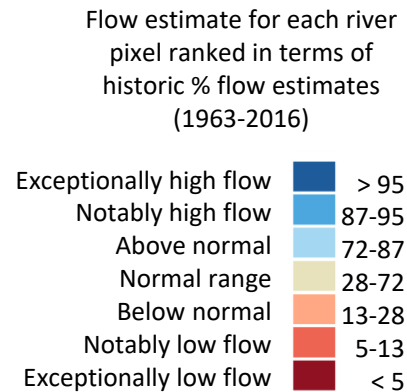 Flow estimate for each river
pixel ranked in terms of
historic % flow estimates
(1963-2016)
Exceptionally high flow > 95
Notably high flow 87-95
Above normal 72-87
Normal range 28-72
Below normal 13-28
Notably low flow 5-13
Exceptionally low flow < 5